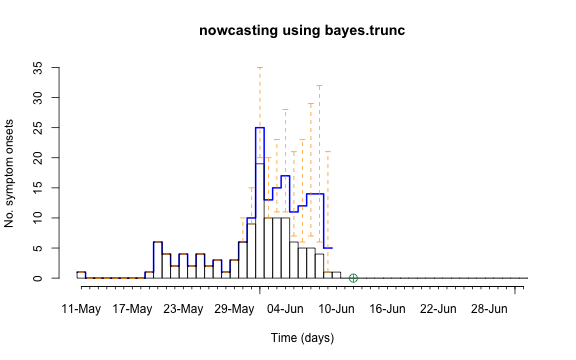 nowcasting using bayes.trunc
No. symptom onsets
35
30
25
20
15
10
5
0
11-May 17-May 23-May 29-May 04-Jun 10-Jun 16-Jun 22-Jun 28-Jun
Time (days)